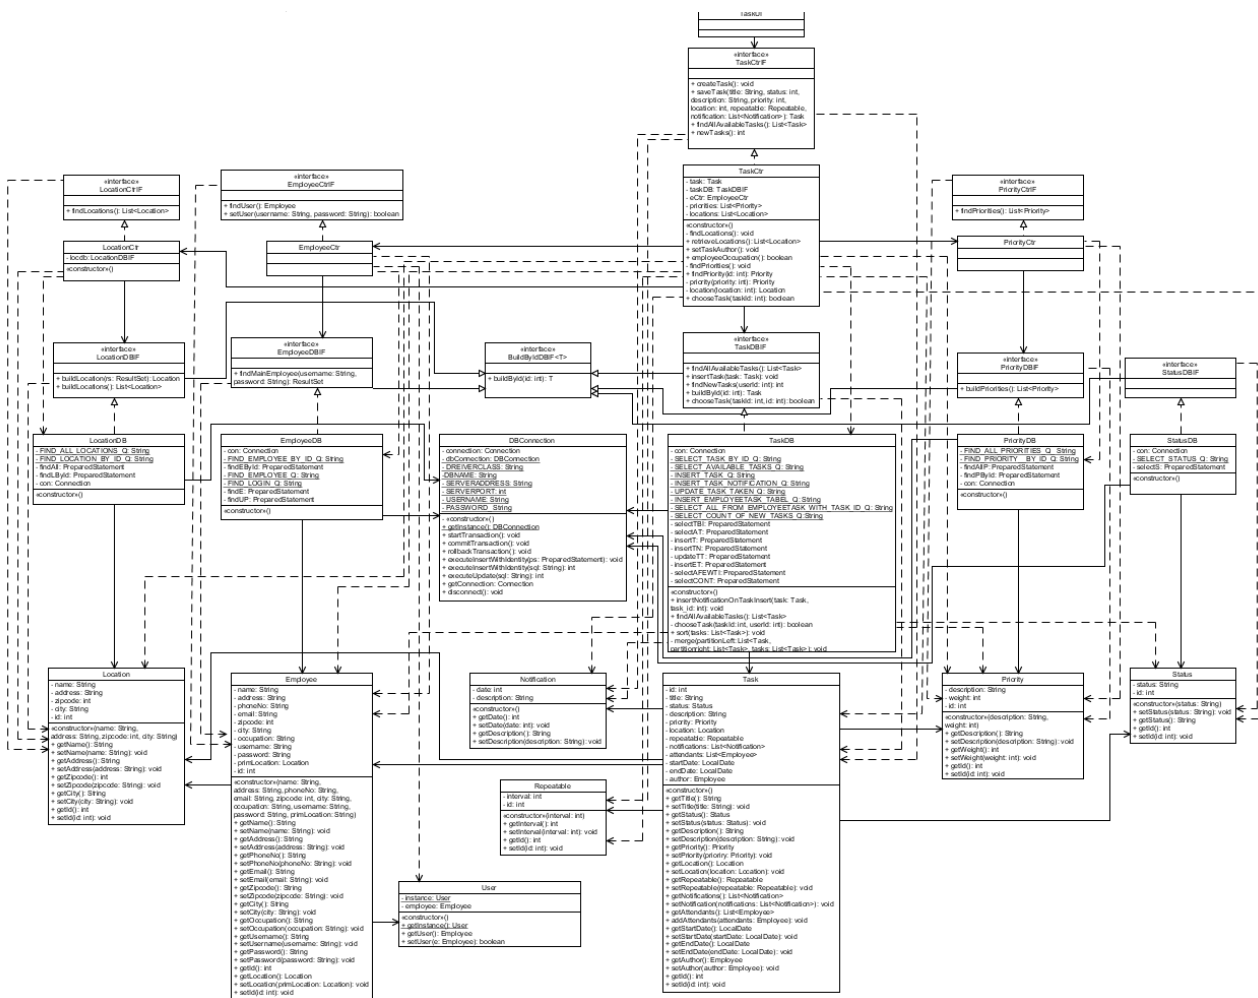 TaskUI
«interface»
TaskCtrIF
+ createTask(): void
+ saveTask(title: String, status: int,
description: String, priority: int,
location: int, repeatable: Repeatable,
notification: List<Notification>): Task
+ findAllAvailableTasks(): List<Task>
+ newTasks(): int
«interface»
LocationCtrIF
+ findLocations(): List<Location>
«interface»
EmployeeCtrIF
+ findUser(): Employee
+ setUser(username: String, password: String): boolean
TaskCtr
- task: Task
- taskDB: TaskDBIF
- eCtr: EmployeeCtr
- priorities: List<Priority>
- locations: List<Location>
«constructor»()
- findLocations(): void
+ retrieveLocations(): List<Location>
+ setTaskAuthor(): void
+ employeeOccupation(): boolean
- findPriorities(): void
+ findPriority(id: int): Priority
- priority(priority: int): Priority
- location(location: int): Location
+ chooseTask(taskId: int): boolean
«interface»
PriorityCtrIF
+ findPriorities(): List<Priority>
LocationCtr
- locdb: LocationDBIF
«constructor»()
EmployeeCtr
PriorityCtr
«interface»
LocationDBIF
+ buildLocation(rs: ResultSet): Location
+ buildLocations(): List<Location>
«interface»
EmployeeDBIF
+ findMainEmployee(username: String,
password: String): ResultSet
«interface»
BuildByIdDBIF<T>
+ buildById(id: int): T
«interface»
TaskDBIF
+ findAllAvailableTasks(): List<Task>
+ insertTask(task: Task): void
+ findNewTasks(userId: int): int
+ buildById(id: int): Task
+ chooseTask(taskId: int, id: int): boolean
«interface»
PriorityDBIF
+ buildPriorities(): List<Priority>
«interface»
StatusDBIF
LocationDB
- FIND_ALL_LOCATIONS_Q: String
- FIND_LOCATION_BY_ID_Q: String
- findAll: PreparedStatement
- findLById: PreparedStatement
- con: Connection
«constructor»()
EmployeeDB
- con: Connection
- FIND_EMPLOYEE_BY_ID_Q: String
- findEById: PreparedStatement
- FIND_EMPLOYEE_Q: String
- FIND_LOGIN_Q: String
- findE: PreparedStatement
- findUP: PreparedStatement
«constructor»()
DBConnection
- connection: Connection
- dbConnection: DBConnection
- DREIVERCLASS: String
- DBNAME: String
- SERVERADDRESS: String
- SERVERPORT: int
- USERNAME: String
- PASSWORD: String
- «constructor»()
+ getInstance(): DBConnection
+ startTransaction(): void
+ commitTransaction(): void
+ rollbackTransaction(): void
+ executeInsertWithIdentity(ps: PreparedStatement): void
+ executeInsertWithIdentity(sql: String): int
+ executeUpdate(sql: String): int
+ getConnection: Connection
+ disconnect(): void
TaskDB
- con: Connection
- SELECT_TASK_BY_ID_Q: String
- SELECT_AVAILABLE_TASKS_Q: String
- INSERT_TASK_Q: String
- INSERT_TASK_NOTIFICATION_Q: String
- UPDATE_TASK_TAKEN_Q: String
- INSERT_EMPLOYEETASK_TABEL_Q: String
- SELECT_ALL_FROM_EMPLOYEETASK_WITH_TASK_ID_Q: String
- SELECT_COUNT_OF_NEW_TASKS_Q:String
- selectTBI: PreparedStatement
- selectAT: PreparedStatement
- insertT: PreparedStatement
- insertTN: PreparedStatement
- updateTT: PreparedStatement
- insertET: PreparedStatement
- selectAFEWTI: PreparedStatement
- selectCONT: PreparedStatement
«constructor»()
+ insertNotificationOnTaskInsert(task: Task,
task_id: int): void
+ findAllAvailableTasks(): List<Task>
- chooseTask(taskId: int, userId: int): boolean
+ sort(tasks: List<Task>): void
- merge(partitionLeft: List<Task,
partitionright: List<Task>, tasks: List<Task>): void
PriorityDB
- FIND_ALL_PRIORITIES_Q: String
- FIND_PRIORITY_BY_ID_Q: String
- findAllP: PreparedStatement
- findPById: PreparedStatement
- con: Connection
«constructor»()
StatusDB
- con: Connection
- SELECT_STATUS_Q: String
- selectS: PreparedStatement
«constructor»()
Location
- name: String
- address: String
- zipcode: int
- city: String
- id: int
«constructor»(name: String,
address: String, zipcode: int, city: String)
+ getName(): String
+ setName(name: String): void
+ getAddress(): String
+ setAddress(address: String): void
+ getZipcode(): int
+ setZipcode(zipcode: String): void
+ getCity(): String
+ setCity(city: String): void
+ getId(): int
+ setId(id: int): void
Employee
- name: String
- address: String
- phoneNo: String
- email: String
- zipcode: int
- city: String
- occupation: String
- username: String
- password: String
- primLocation: Location
- id: int
«constructor»(name: String,
address: String, phoneNo: String,
email: String, zipcode: int, city: String,
occupation: String, username: String,
password: String, primLocation:String)
+ getName(): String
+ setName(name: String): void
+ getAddress(): String
+ setAddress(address: String): void
+ getPhoneNo(): String
+ setPhoneNo(phoneNo: String): void
+ getEmail(): String
+ setEmail(email: String): void
+ getZipcode(): String
+ setZipcode(zipcode: String): void
+ getCity(): String
+ setCity(city: String): void
+ getOccupation(): String
+ setOccupation(occupation: String): void
+ getUsername(): String
+ setUsername(username: String): void
+ getPassword(): String
+ setPassword(password: String): void
+ getId(): int
+ getLocation(): Location
+ setLocation(primLocation: Location): void
+ setId(id: int): void
Notification
- date: int
- description: String
«constructor»()
+ getDate(): int
+ setDate(date: int): void
+ getDescription(): String
+ setDescription(description: String): void
Task
- id: int
- title: String
- status: Status
- description: String
- priority: Priority
- location: Location
- repeatable: Repeatable
- notifications: List<Notification>
- attendants: List<Employee>
- startDate: LocalDate
- endDate: LocalDate
- author: Employee
«constructor»()
+ getTitle(): String
+ setTitle(title: String): void
+ getStatus(): Status
+ setStatus(status: Status): void
+ getDescription(): String
+ setDescription(description: String): void
+ getPriority(): Priority
+ setPriority(priorirty: Priority): void
+ getLocation(): Location
+ setLocation(location: Location): void
+ getRepeatable(): Repeatable
+ setRepeatable(repeatable: Repeatable): void
+ getNotifications(): List<Notification>
+ setNotification(notifications: List<Notification>): void
+ getAttendants(): List<Employee>
+ addAttendants(attendants: Employee): void
+ getStartDate(): LocalDate
+ setStartDate(startDate: LocalDate): void
+ getEndDate(): LocalDate
+ setEndDate(endDate: LocalDate): void
+ getAuthor(): Employee
+ setAuthor(author: Employee): void
+ getId(): int
+ setId(id: int): void
Priority
- description: String
- weight: int
- id: int
«constructor»(description: String,
weight: int)
+ getDescription(): String
+ setDescription(description: String): void
+ getWeight(): int
+ setWeight(weight: int): void
+ getId(): int
+ setId(id: int): void
Status
- status: String
- id: int
«constructor»(status: String)
+ setStatus(status: String): void
+ getStatus(): String
+ getId(): int
+ setId(id: int): void
Repeatable
- interval: int
- id: int
«constructor»(interval: int)
+ getInterval(): int
+ setInterval(interval: int): void
+ getId(): int
+ setId(id: int): void
User
- instance: User
- employee: Employee
«constructor»()
+ getInstance(): User
+ getUser(): Employee
+ setUser(e: Employee): boolean